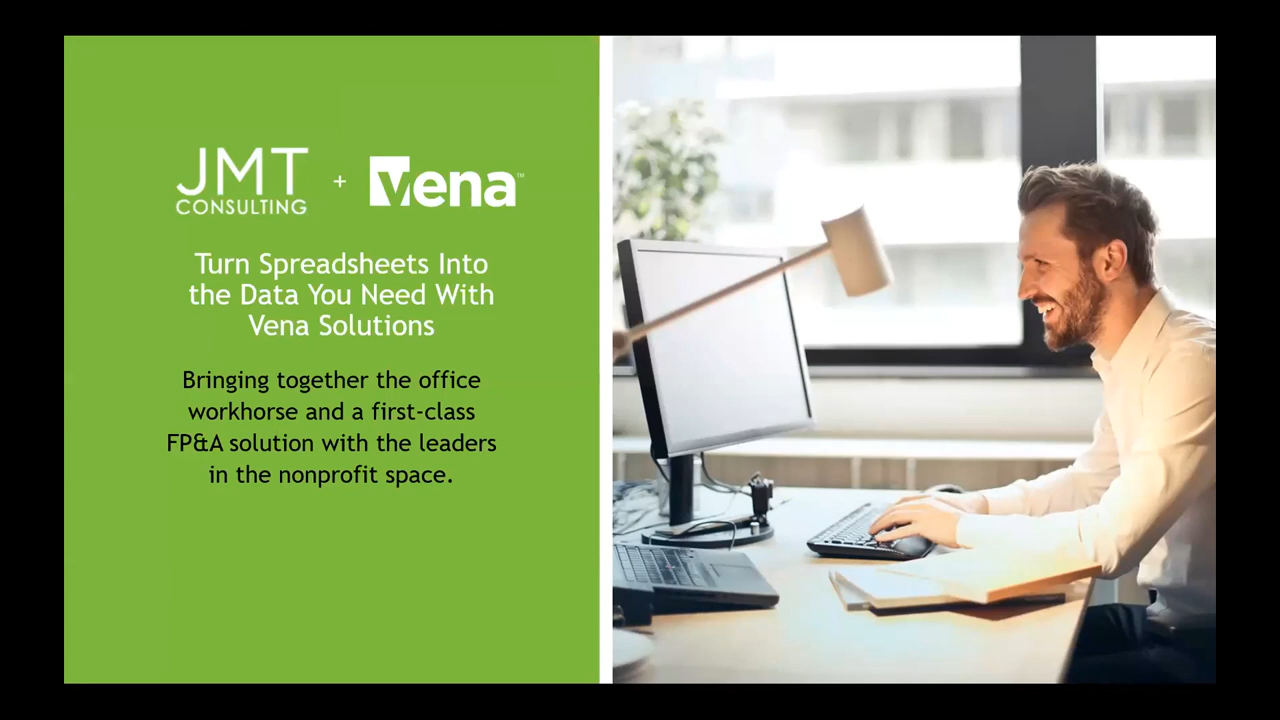 JMT + Vena™
CONSULTING
Turn Spreadsheets Into
the Data You Need With
Vena Solutions
Bringing together the office
workhorse and a first-class
FP&A solution with the leaders
in the nonprofit space.